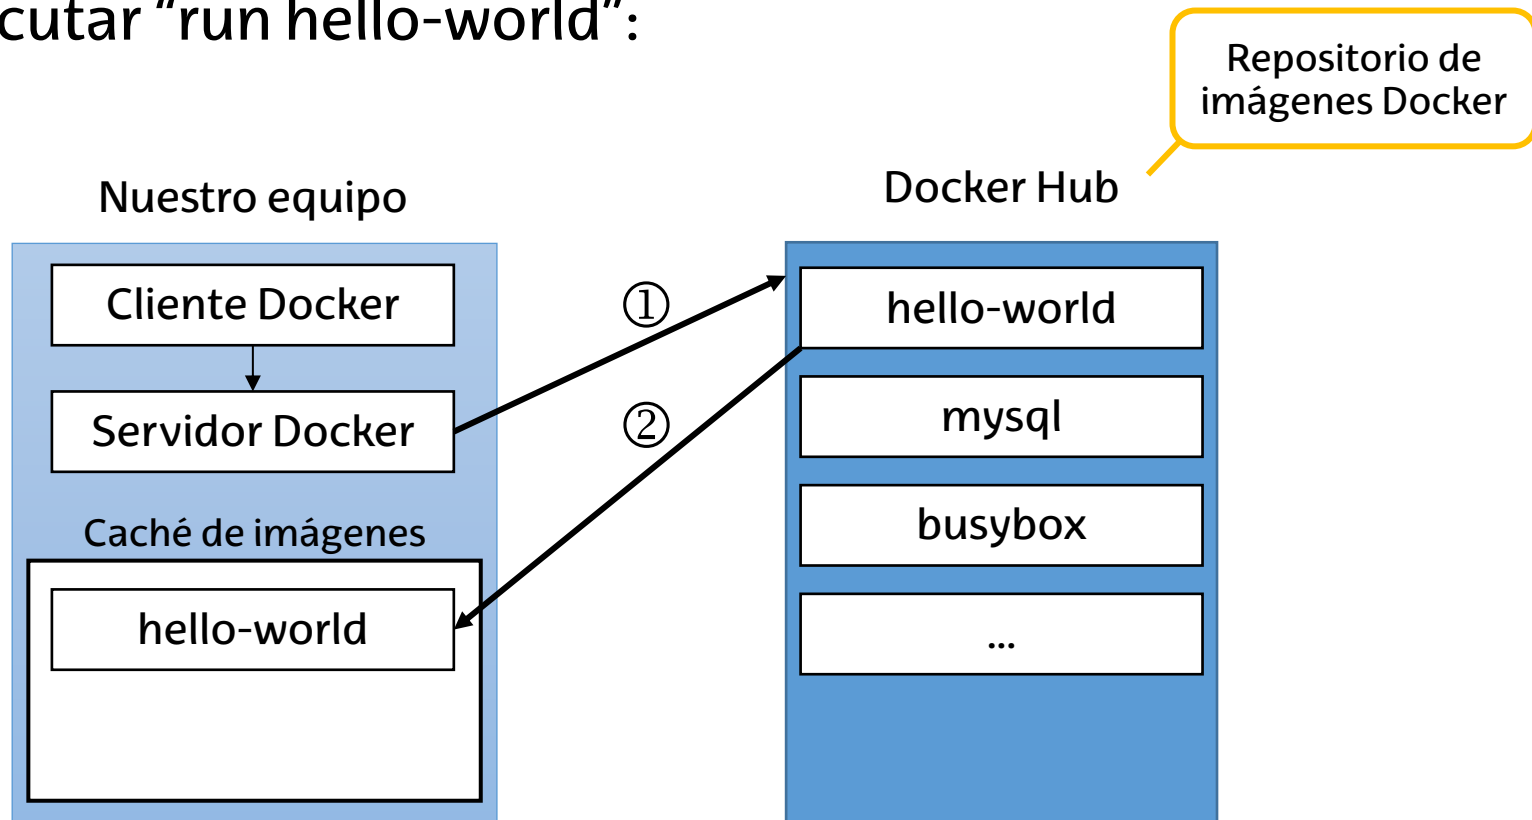 cutar “run hello-world”:
Repositorio de
imágenes Docker
Nuestro equipo
Docker Hub
Cliente Docker
Servidor Docker
Caché de imágenes
hello-world
①
②
hello-world
mysql
busybox
...